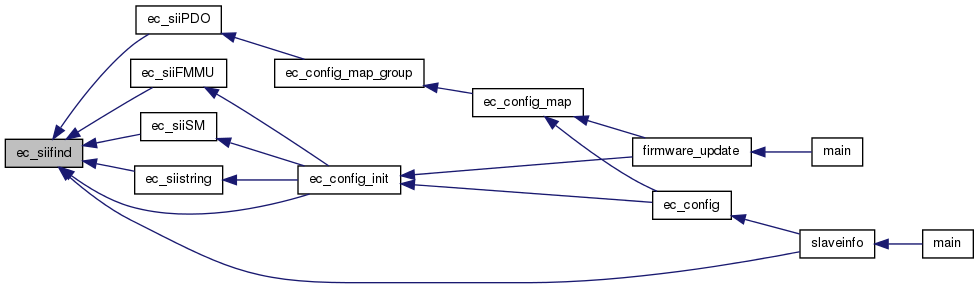 ec_siiPDO
ec_siiFMMU
ec_config_map_group
ec_config_map
ec_siiSM
ec_siifind
firmware_update
main
ec_siistring
ec_config_init
ec_config
slaveinfo
main